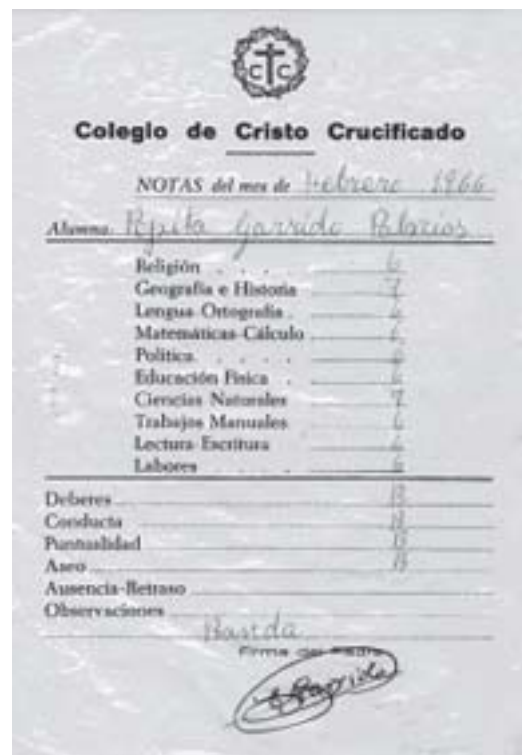 C C
Colegio de Cristo Crucificado
NOTAS del mes de Febrero 1966
Alumna: Pepita Garrido Palacios
Religión . . . . 6
Geografía e Historia 7
Lengua-Ortografía . 6
Matemáticas-Cálculo 6
Política . . . . 6
Educación Física . 6
Ciencias Naturales 7
Trabajos Manuales 6
Lectura-Escritura 6
Labores . . . . 6
Deberes B
Conducta B
Puntualidad B
Aseo B
Ausencia-Retraso
Observaciones
Banda
Firma del Padre
Garrido